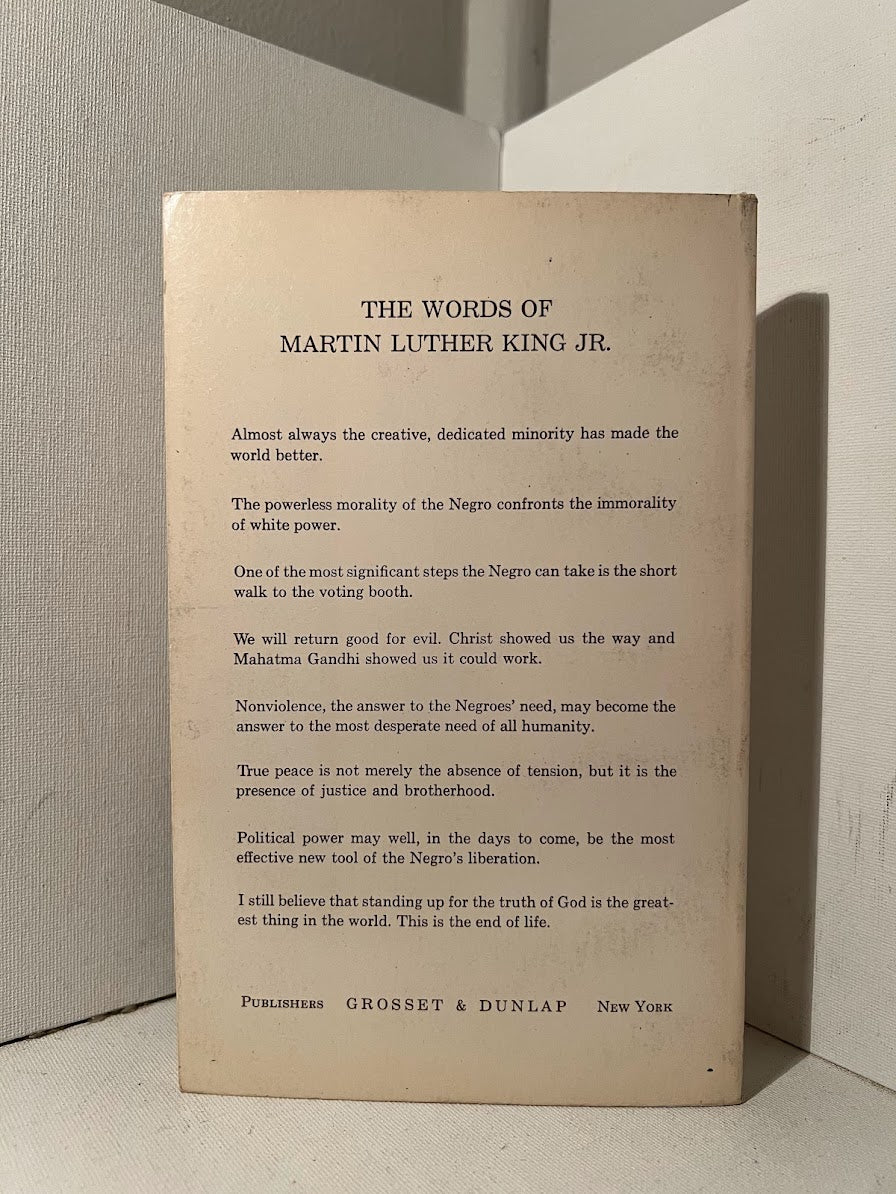 THE WORDS OF
MARTIN LUTHER KING JR.
Almost always the creative, dedicated minority has made the
world better.
The powerless morality of the Negro confronts the immorality
of white power.
One of the most significant steps the Negro can take is the short
walk to the voting booth.
We will return good for evil. Christ showed us the way and
Mahatma Gandhi showed us it could work.
Nonviolence, the answer to the Negroes' need, may become the
answer to the most desperate need of all humanity.
True peace is not merely the absence of tension, but it is the
presence of justice and brotherhood.
Political power may well, in the days to come, be the most
effective new tool of the Negro's liberation.
I still believe that standing up for the truth of God is the great-
est thing in the world. This is the end of life.
PUBLISHERS GROSSET & DUNLAP NEW YORK